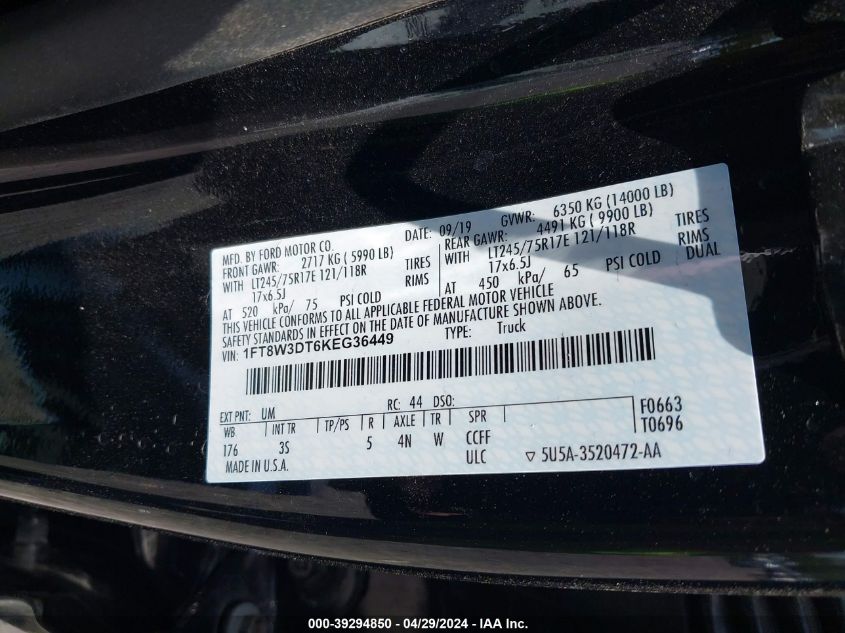 MFD. BY FORD MOTOR CO. DATE: 09/19 GVWR: 6350 KG (14000 LB)
FRONT GAWR: 2717 KG ( 5990 LB) REAR GAWR: 4491 KG ( 9900 LB)
WITH LT245/75R17E 121/118R TIRES WITH LT245/75R17E 121/118R TIRES
17x6.5J RIMS 17x6.5J RIMS
AT 520 kPa/ 75 PSI COLD AT 450 kPa/ 65 PSI COLD DUAL
THIS VEHICLE CONFORMS TO ALL APPLICABLE FEDERAL MOTOR VEHICLE
SAFETY STANDARDS IN EFFECT ON THE DATE OF MANUFACTURE SHOWN ABOVE.
VIN: 1FT8W3DT6KEG36449 TYPE: Truck
EXT PNT: UM RC: 44 DSO: F0663
WB INT TR TP/PS R AXLE TR SPR T0696
176 3S 5 4N W CCFF
MADE IN U.S.A. ULC ▽ 5U5A-3520472-AA
000-39294850 - 04/29/2024 - IAA Inc.